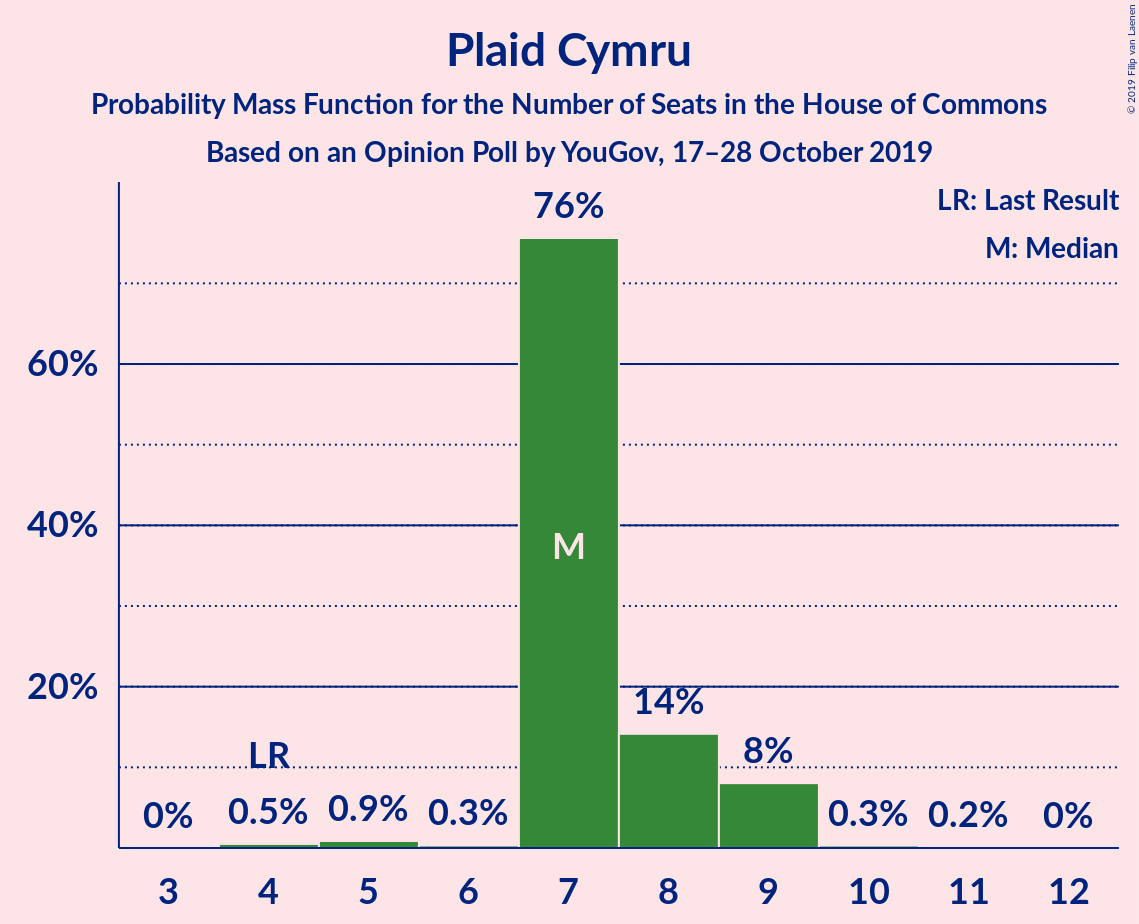 Plaid Cymru
Probability Mass Function for the Number of Seats in the House of Commons
Based on an Opinion Poll by YouGov, 17–28 October 2019
© 2019 Filip van Laenen
LR: Last Result
M: Median
76%
60%
40%
M
20%
14%
LR
8%
0%
0.5%
0.9%
0.3%
0.3%
0.2%
0%
3 4 5 6 7 8 9 10 11 12